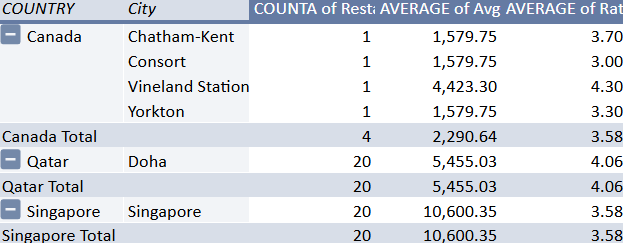 COUNTRY City COUNTA of Resta AVERAGE of Avg AVERAGE of Rat
Canada Chatham-Kent 1 1,579.75 3.70
Consort 1 1,579.75 3.00
Vineland Station 1 4,423.30 4.30
Yorkton 1 1,579.75 3.30
Canada Total 4 2,290.64 3.58
Qatar Doha 20 5,455.03 4.06
Qatar Total 20 5,455.03 4.06
Singapore Singapore 20 10,600.35 3.58
Singapore Total 20 10,600.35 3.58